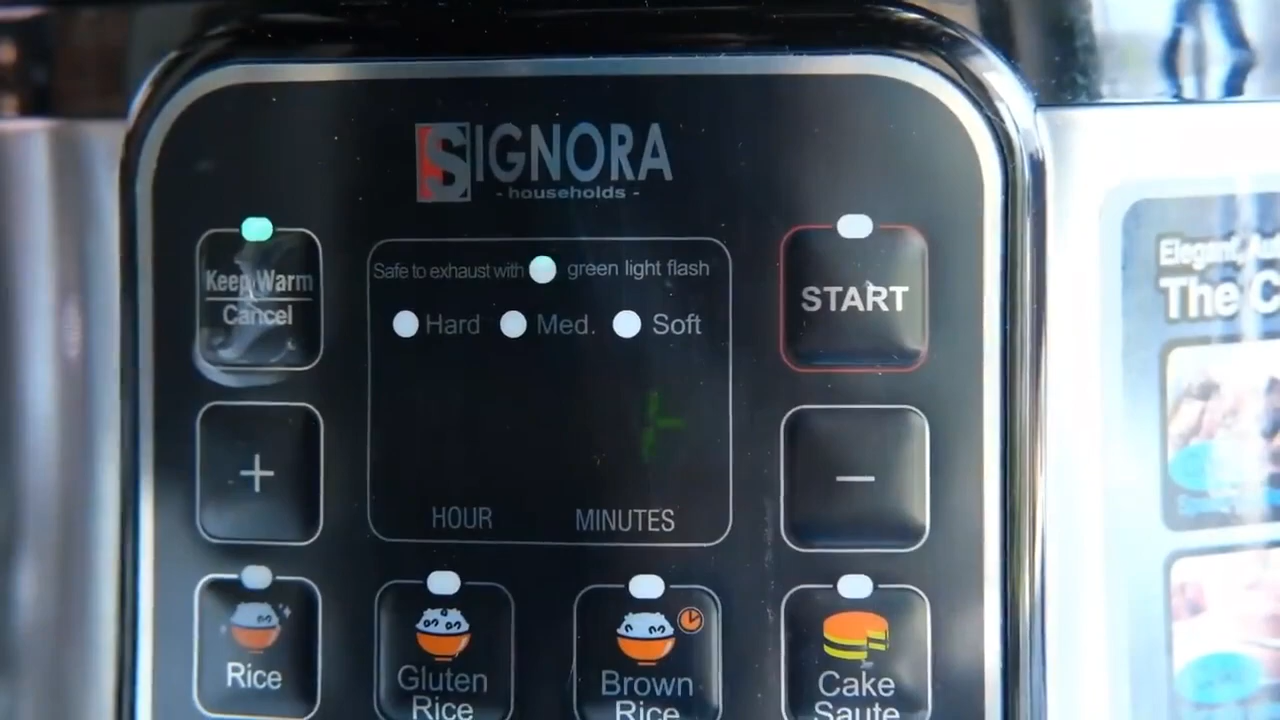 SIGNORA
- households -
Keep Warm
Cancel
Safe to exhaust with green light flash
Hard Med. Soft
START
+
−
HOUR MINUTES
Rice
Gluten
Rice
Brown
Rice
Cake
Saute
The C